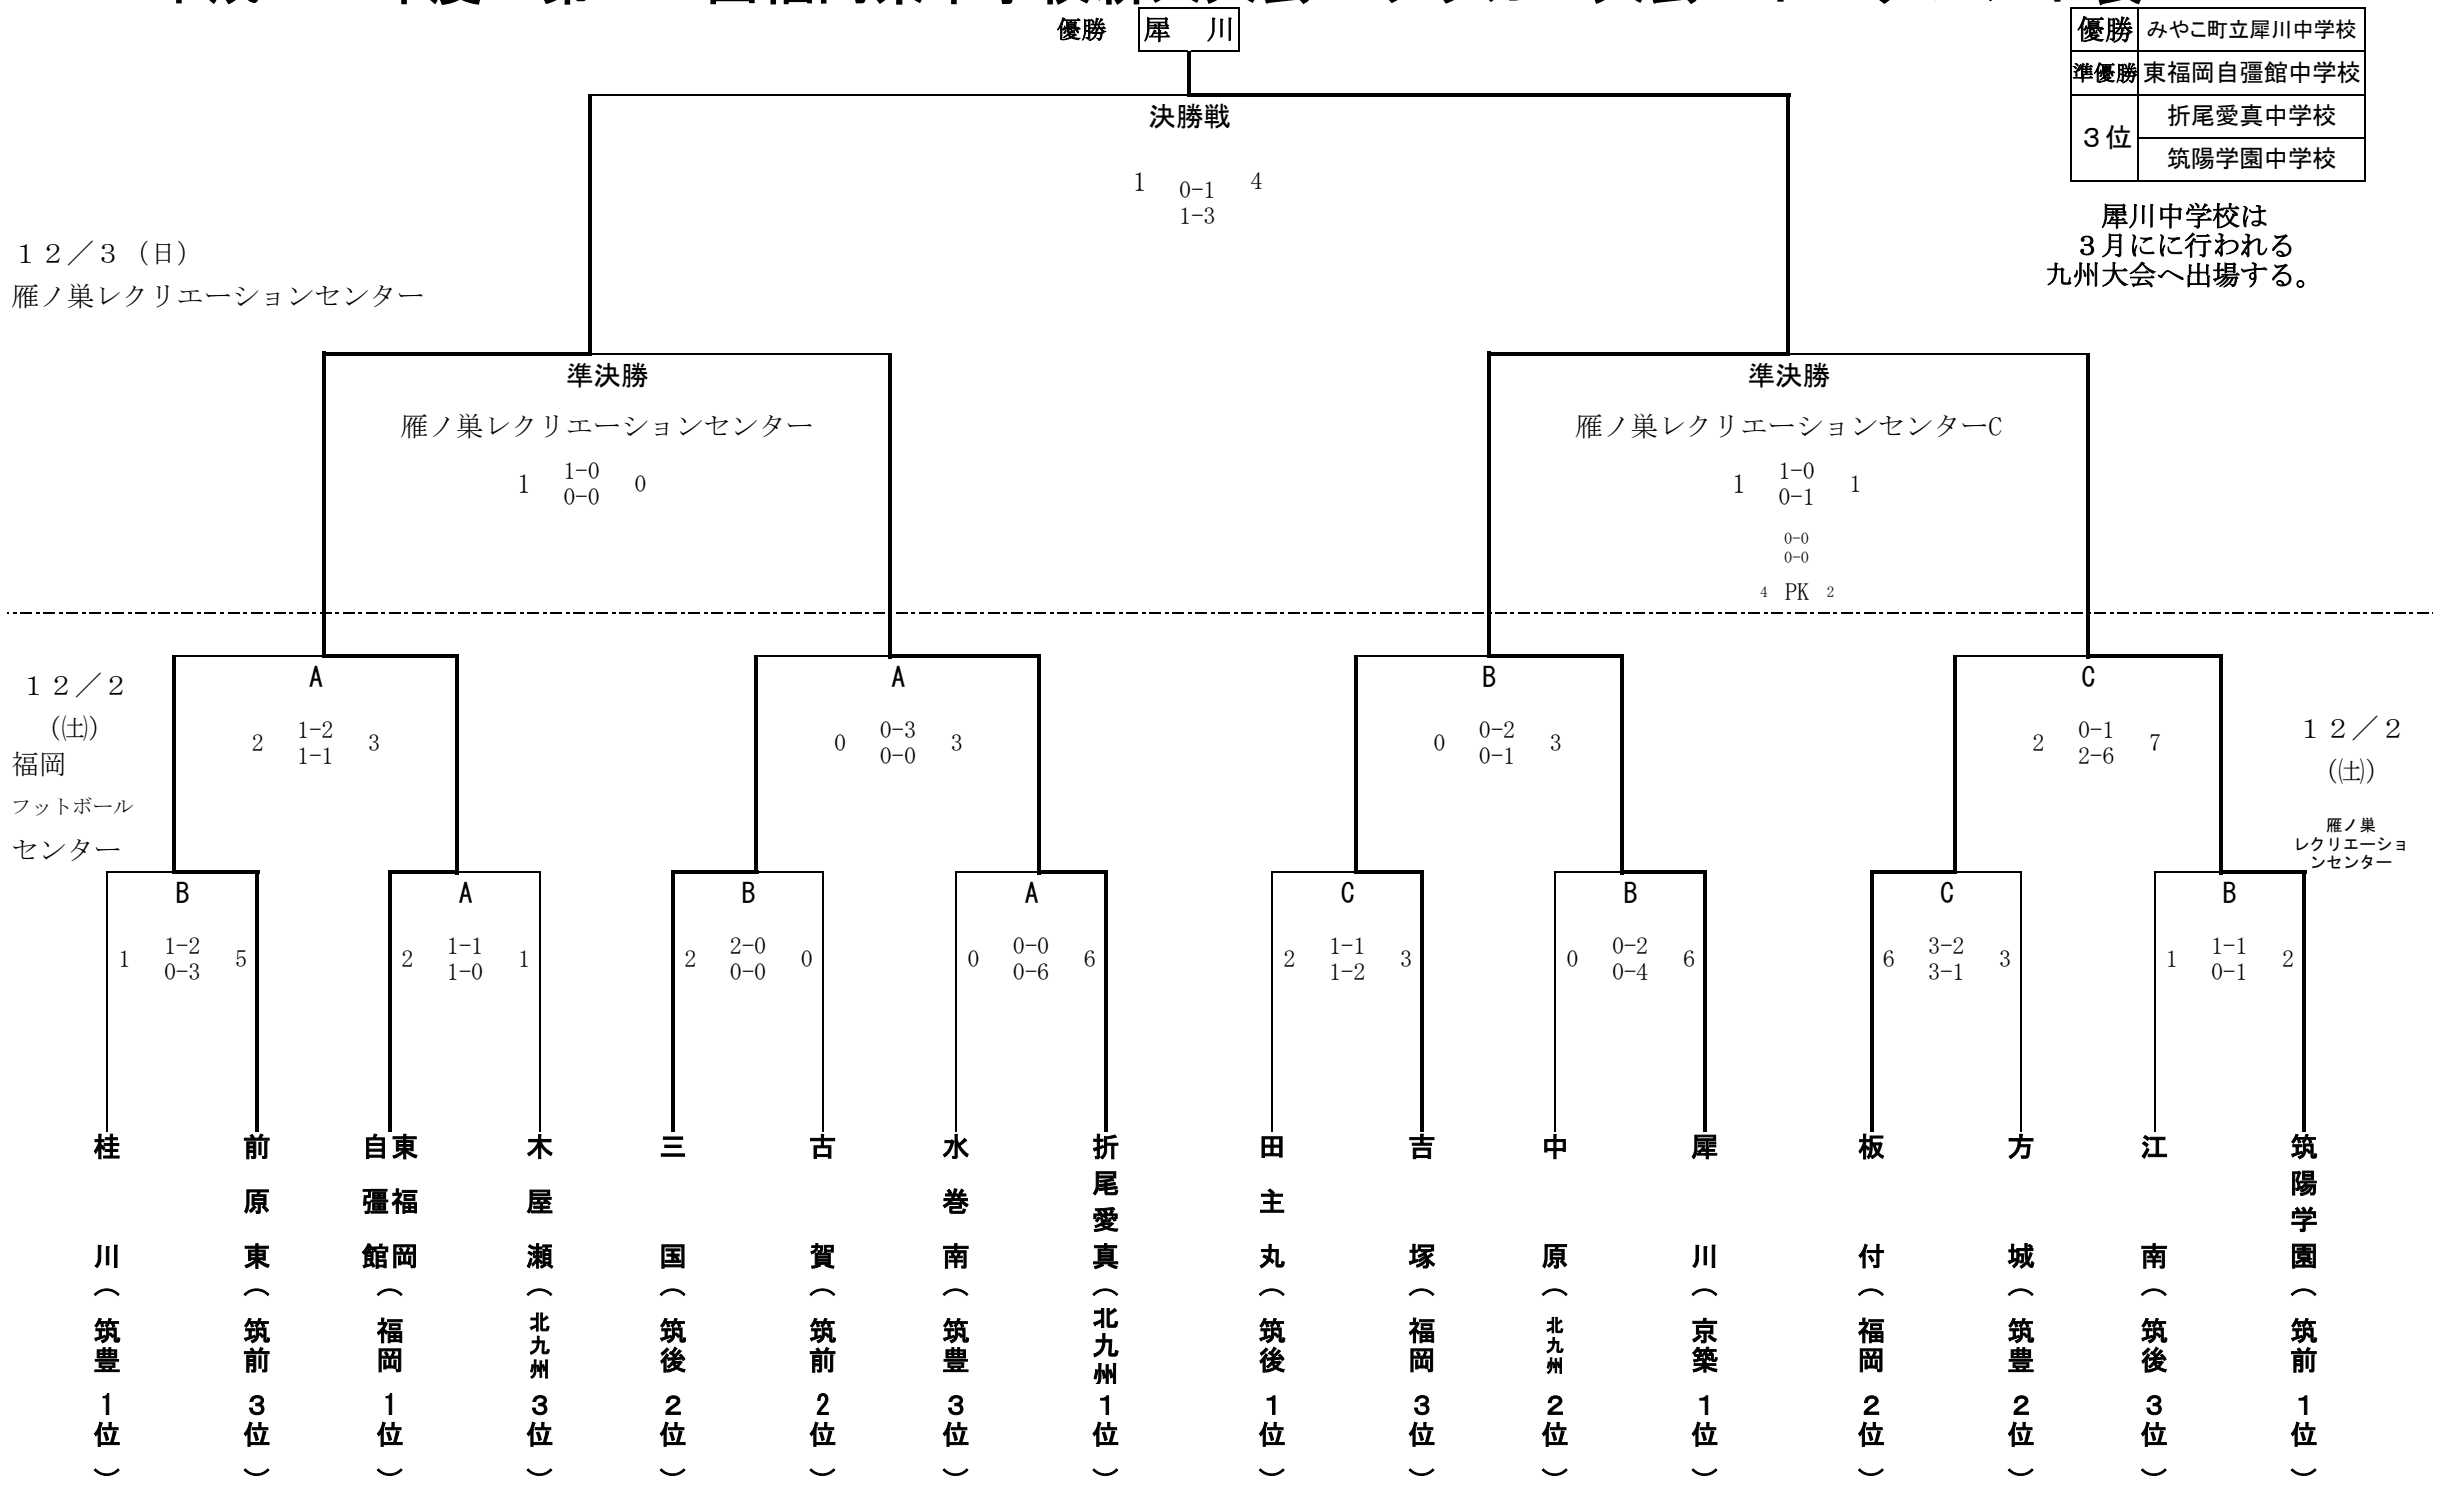 優勝 犀 川
優勝 みやこ町立犀川中学校
準優勝 東福岡自彊館中学校
3位 折尾愛真中学校
筑陽学園中学校
決勝戦
1 0-1 4
1-3
犀川中学校は
3月にに行われる
九州大会へ出場する。
12/3(日)
雁ノ巣レクリエーションセンター
準決勝 準決勝
雁ノ巣レクリエーションセンター 雁ノ巣レクリエーションセンターC
1 1-0 0 1 1-0 1
0-0 0-1
0-0
0-0
4 PK 2
A A B C
12/2
(㈯)
福岡
フットボール
センター
2 1-2 3 0 0-3 3 0 0-2 3 2 0-1 7
1-1 0-0 0-1 2-6
12/2
(㈯)
雁ノ巣
レクリエーショ
ンセンター
B A B A C B C B
1 1-2 5 2 1-1 1 2 2-0 0 0 0-0 6 2 1-1 3 0 0-2 6 6 3-2 3 1 1-1 2
0-3 1-0 0-0 0-6 1-2 0-4 3-1 0-1
桂川(筑豊1位)
前原東(筑前3位)
東福岡自彊館(福岡1位)
木屋瀬(北九州3位)
三国(筑後2位)
古賀(筑前2位)
水巻南(筑豊3位)
折尾愛真(北九州1位)
田主丸(筑後1位)
吉塚(福岡3位)
中原(北九州2位)
犀川(京築1位)
板付(福岡2位)
方城(筑豊2位)
江南(筑後3位)
筑陽学園(筑前1位)